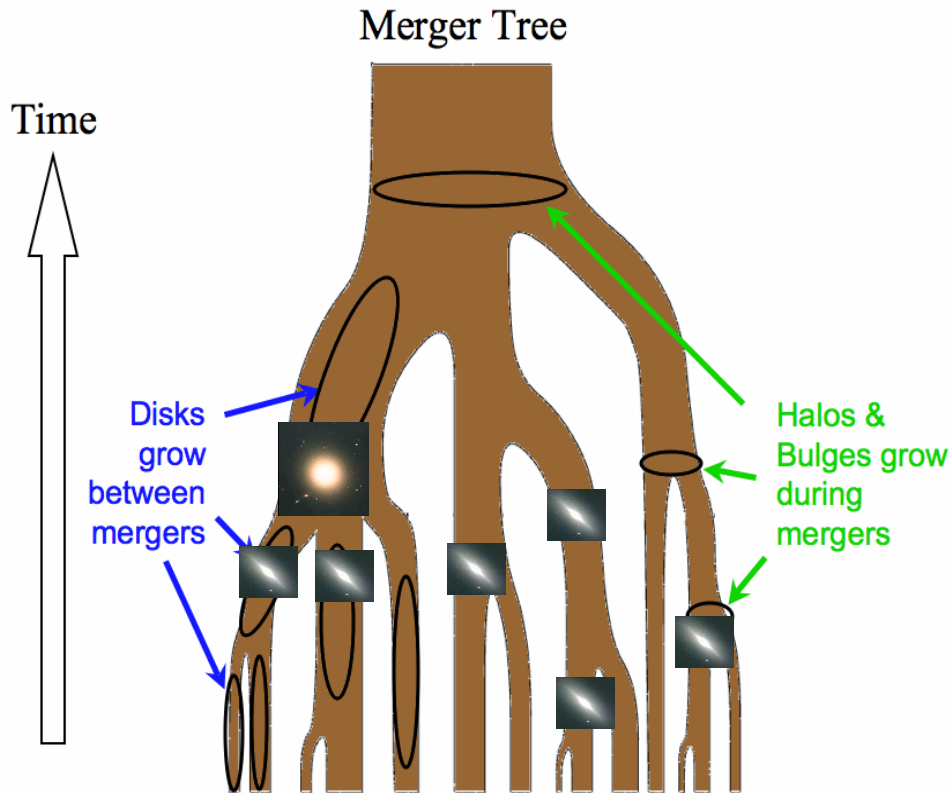 Merger Tree
Time
Disks
grow
between
mergers
Halos &
Bulges grow
during
mergers